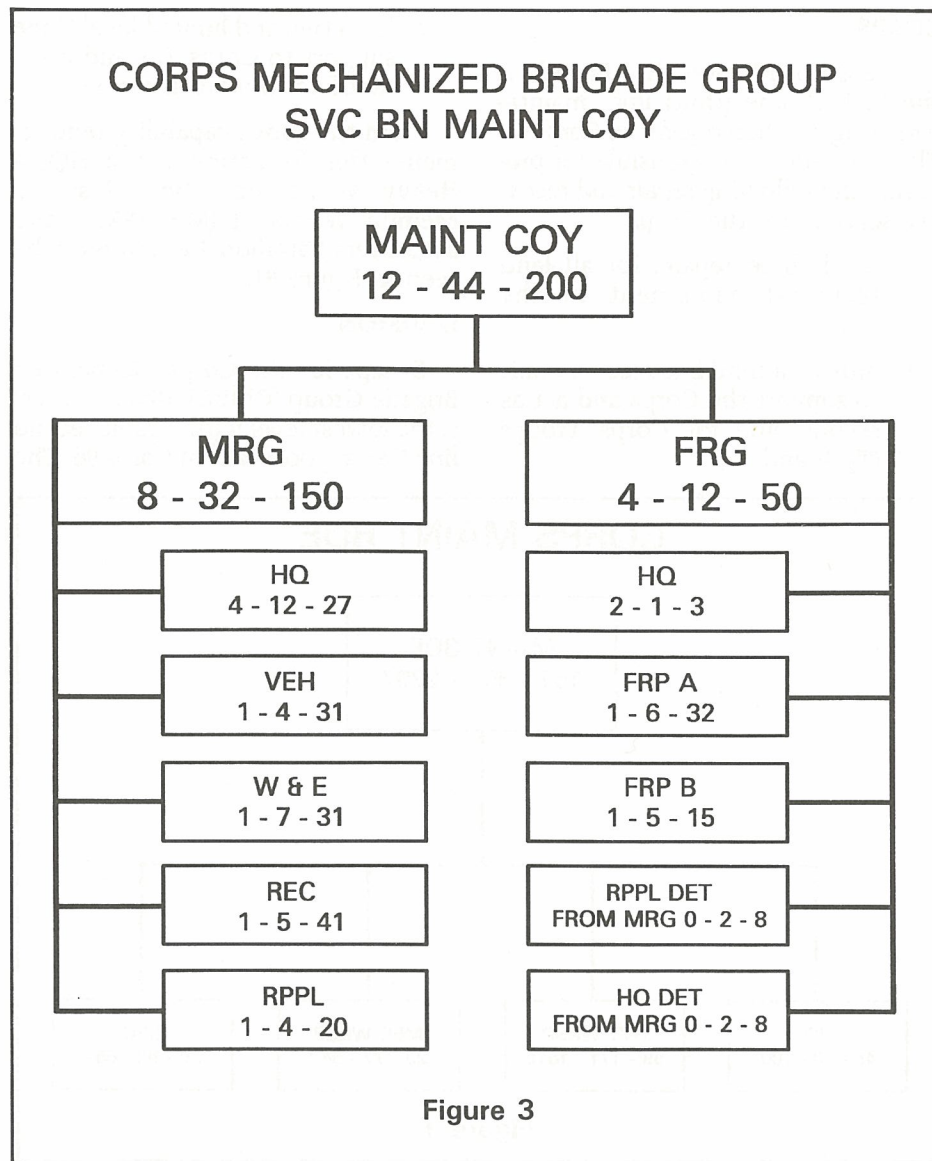 CORPS MECHANIZED BRIGADE GROUP
SVC BN MAINT COY
MAINT COY
12 - 44 - 200
MRG
8 - 32 - 150
HQ
4 - 12 - 27
VEH
1 - 4 - 31
W & E
1 - 7 - 31
REC
1 - 5 - 41
RPPL
1 - 4 - 20
FRG
4 - 12 - 50
HQ
2 - 1 - 3
FRP A
1 - 6 - 32
FRP B
1 - 5 - 15
RPPL DET
FROM MRG 0 - 2 - 8
HQ DET
FROM MRG 0 - 2 - 8
Figure 3